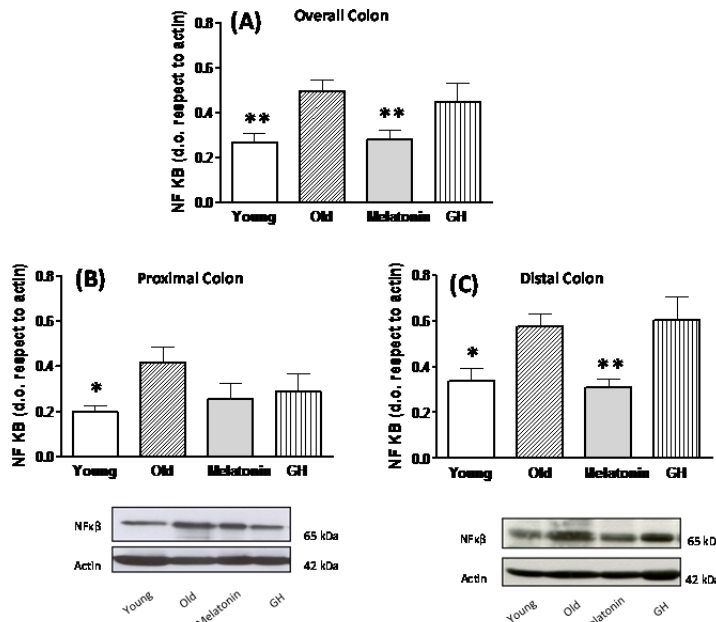 (A) Overall Colon
NF KB (d.o. respect to actin)
0.8
0.6
0.4
0.2
0.0
**
**
Young Old Melatonin GH
(B) Proximal Colon
NF KB (d.o. respect to actin)
0.8
0.6
0.4
0.2
0.0
*
Young Old Melatonin GH
NFκβ 65 kDa
Actin 42 kDa
Young Old Melatonin GH
(C) Distal Colon
NF KB (d.o. respect to actin)
0.8
0.6
0.4
0.2
0.0
*
**
Young Old Melatonin GH
NFκβ 65 kD
Actin 42 kDa
Young Old elatonin GH